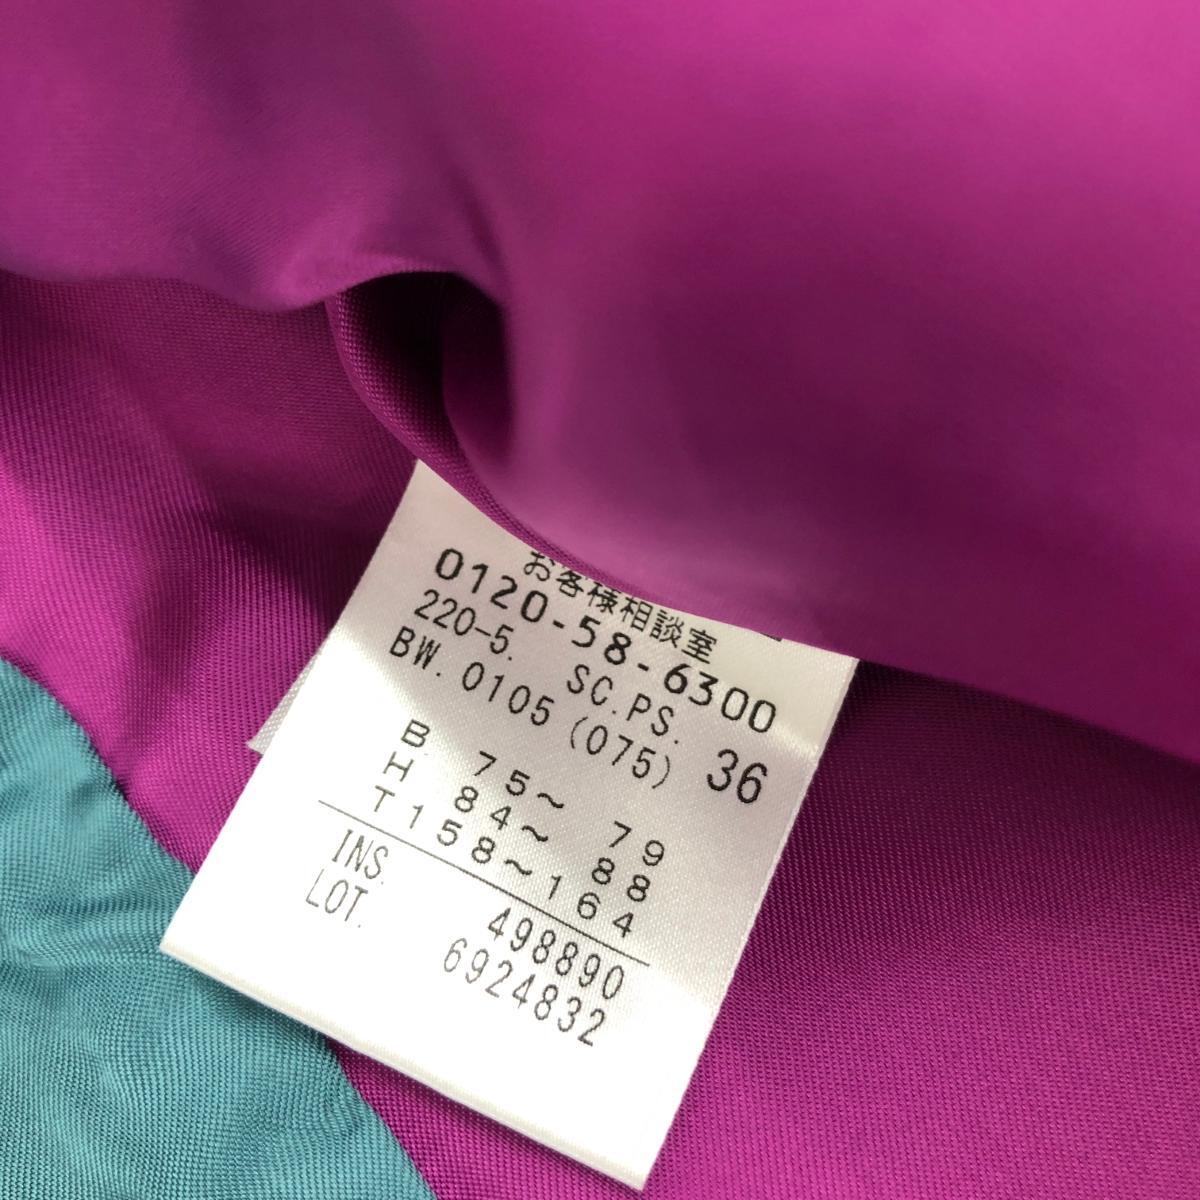 お客様相談室
0120-58-6300
220-5. SC.PS.
BW. 0105 (075) 36
B 75~ 79
H 84~ 88
T158~164
INS. 498890
LOT. 6924832